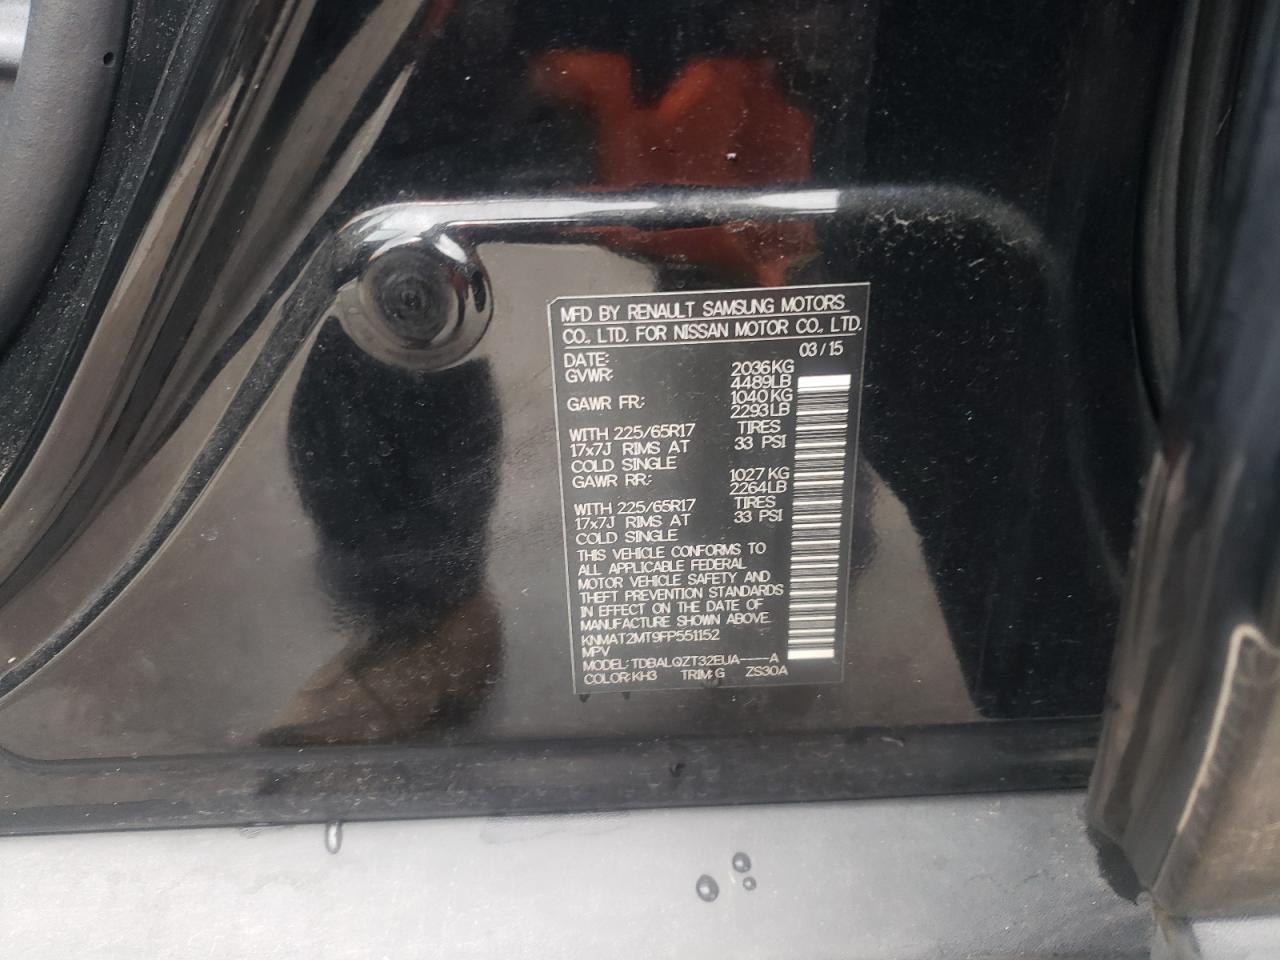 MFD BY RENAULT SAMSUNG MOTORS
CO., LTD. FOR NISSAN MOTOR CO., LTD.
DATE: 03/15
GVWR: 2036KG
4489LB
GAWR FR: 1040KG
2293LB
WITH 225/65R17 TIRES
17x7J RIMS AT 33 PSI
COLD SINGLE
GAWR RR: 1027KG
2264LB
WITH 225/65R17 TIRES
17x7J RIMS AT 33 PSI
COLD SINGLE
THIS VEHICLE CONFORMS TO
ALL APPLICABLE FEDERAL
MOTOR VEHICLE SAFETY AND
THEFT PREVENTION STANDARDS
IN EFFECT ON THE DATE OF
MANUFACTURE SHOWN ABOVE.
KNMAT2MT9FP551152
MPV
MODEL: TDBALQZT32EUA----A
COLOR:KH3 TRIM:G ZS30A